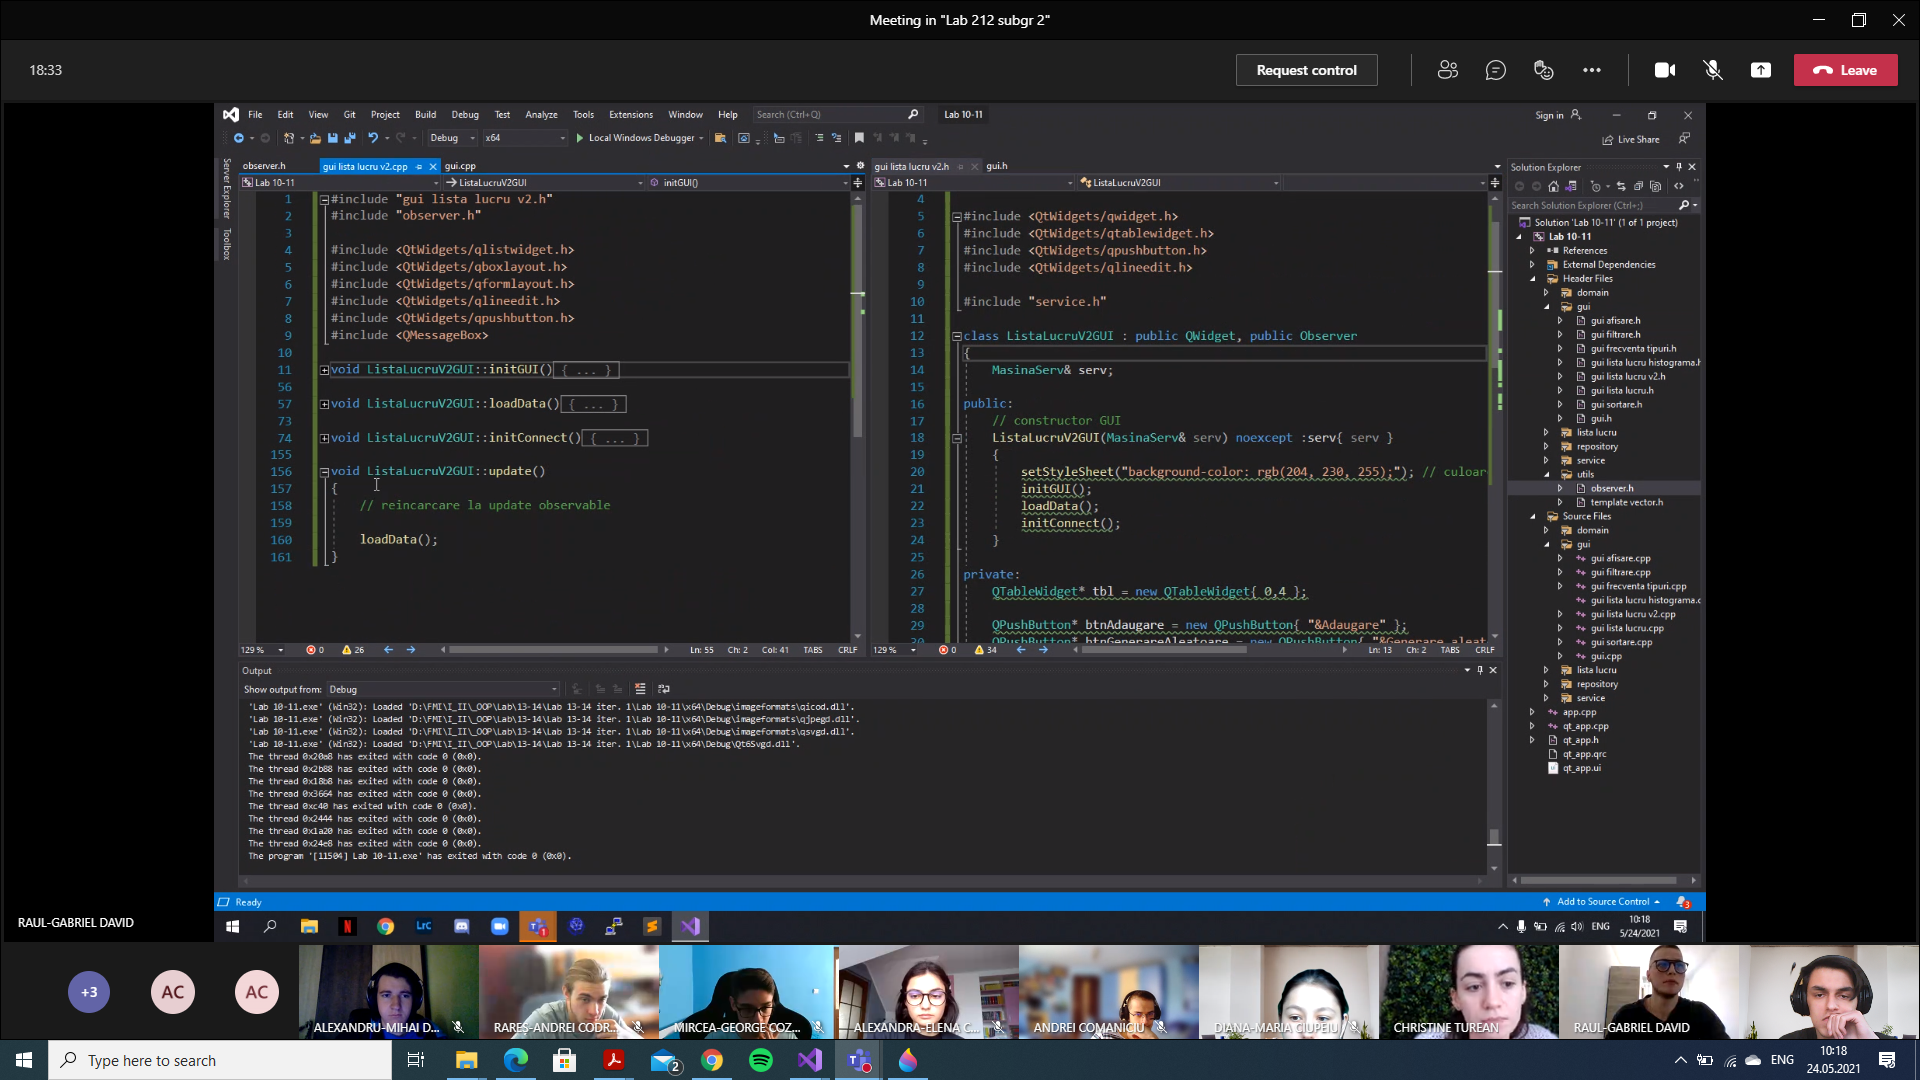 Meeting in "Lab 212 subgr 2"
18:33
Request control
Leave
File Edit View Git Project Build Debug Test Analyze Tools Extensions Window Help Search (Ctrl+Q) Lab 10-11
Sign in
Debug x64 Local Windows Debugger
Live Share
Server Explorer
Toolbox
observer.h gui lista lucru v2.cpp gui.cpp
Lab 10-11 ListaLucruV2GUI initGUI()
1 #include "gui lista lucru v2.h"
2 #include "observer.h"
3
4 #include <QtWidgets/qlistwidget.h>
5 #include <QtWidgets/qboxlayout.h>
6 #include <QtWidgets/qformlayout.h>
7 #include <QtWidgets/qlineedit.h>
8 #include <QtWidgets/qpushbutton.h>
9 #include <QMessageBox>
10
11 void ListaLucruV2GUI::initGUI() { ... }
56
57 void ListaLucruV2GUI::loadData() { ... }
73
74 void ListaLucruV2GUI::initConnect() { ... }
155
156 void ListaLucruV2GUI::update()
157 {
158 // reincarcare la update observable
159
160 loadData();
161 }
129 % 0 26 Ln: 55 Ch: 2 Col: 41 TABS CRLF
gui lista lucru v2.h gui.h
Lab 10-11 ListaLucruV2GUI
4
5 #include <QtWidgets/qwidget.h>
6 #include <QtWidgets/qtablewidget.h>
7 #include <QtWidgets/qpushbutton.h>
8 #include <QtWidgets/qlineedit.h>
9
10 #include "service.h"
11
12 class ListaLucruV2GUI : public QWidget, public Observer
13 {
14 MasinaServ& serv;
15
16 public:
17 // constructor GUI
18 ListaLucruV2GUI(MasinaServ& serv) noexcept :serv{ serv }
19 {
20 setStyleSheet("background-color: rgb(204, 230, 255);"); // culoar
21 initGUI();
22 loadData();
23 initConnect();
24 }
25
26 private:
27 QTableWidget* tbl = new QTableWidget{ 0,4 };
28
29 QPushButton* btnAdaugare = new QPushButton{ "&Adaugare" };
30 QPushButton* btnGenerareAleatoare = new QPushButton{ "&Generare aleat
129 % 0 34 Ln: 13 Ch: 2 TABS CRLF
Solution Explorer
Search Solution Explorer (Ctrl+;)
Solution 'Lab 10-11' (1 of 1 project)
Lab 10-11
References
External Dependencies
Header Files
domain
gui
gui afisare.h
gui filtrare.h
gui frecventa tipuri.h
gui lista lucru histograma.h
gui lista lucru v2.h
gui lista lucru.h
gui sortare.h
gui.h
lista lucru
repository
service
utils
observer.h
template vector.h
Source Files
domain
gui
gui afisare.cpp
gui filtrare.cpp
gui frecventa tipuri.cpp
gui lista lucru histograma.c
gui lista lucru v2.cpp
gui lista lucru.cpp
gui sortare.cpp
gui.cpp
lista lucru
repository
service
app.cpp
qt_app.cpp
qt_app.h
qt_app.qrc
qt_app.ui
Output
Show output from: Debug
'Lab 10-11.exe' (Win32): Loaded 'D:\FMI\I_II\_OOP\Lab\13-14\Lab 13-14 iter. 1\Lab 10-11\x64\Debug\imageformats\qicod.dll'.
'Lab 10-11.exe' (Win32): Loaded 'D:\FMI\I_II\_OOP\Lab\13-14\Lab 13-14 iter. 1\Lab 10-11\x64\Debug\imageformats\qjpegd.dll'.
'Lab 10-11.exe' (Win32): Loaded 'D:\FMI\I_II\_OOP\Lab\13-14\Lab 13-14 iter. 1\Lab 10-11\x64\Debug\imageformats\qsvgd.dll'.
'Lab 10-11.exe' (Win32): Loaded 'D:\FMI\I_II\_OOP\Lab\13-14\Lab 13-14 iter. 1\Lab 10-11\x64\Debug\Qt6Svgd.dll'.
The thread 0x20a8 has exited with code 0 (0x0).
The thread 0x2b88 has exited with code 0 (0x0).
The thread 0x18b8 has exited with code 0 (0x0).
The thread 0x3664 has exited with code 0 (0x0).
The thread 0xc40 has exited with code 0 (0x0).
The thread 0x2444 has exited with code 0 (0x0).
The thread 0x1a20 has exited with code 0 (0x0).
The thread 0x24e8 has exited with code 0 (0x0).
The program '[11504] Lab 10-11.exe' has exited with code 0 (0x0).
Ready
Add to Source Control 3
LrC
1
ENG
10:18
5/24/2021
RAUL-GABRIEL DAVID
+3
AC
AC
ALEXANDRU-MIHAI D...
RARES-ANDREI CODR...
MIRCEA-GEORGE COZ...
ALEXANDRA-ELENA C...
ANDREI COMANICIU
DIANA-MARIA CIUPEIU
CHRISTINE TUREAN
RAUL-GABRIEL DAVID
Type here to search
2
ENG
10:18
24.05.2021